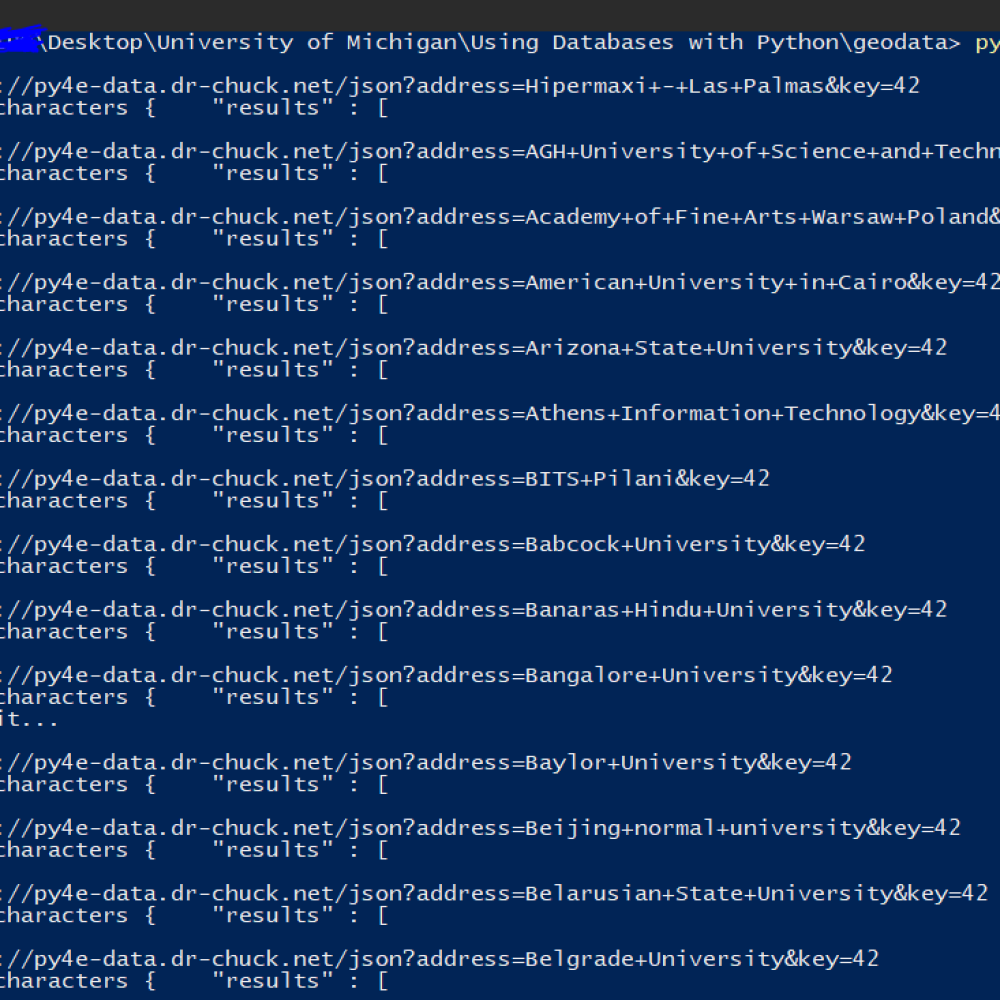 \Desktop\University of Michigan\Using Databases with Python\geodata> py
://py4e-data.dr-chuck.net/json?address=Hipermaxi+-+Las+Palmas&key=42
characters {    "results" : [
://py4e-data.dr-chuck.net/json?address=AGH+University+of+Science+and+Techn
characters {    "results" : [
://py4e-data.dr-chuck.net/json?address=Academy+of+Fine+Arts+Warsaw+Poland&
characters {    "results" : [
://py4e-data.dr-chuck.net/json?address=American+University+in+Cairo&key=42
characters {    "results" : [
://py4e-data.dr-chuck.net/json?address=Arizona+State+University&key=42
characters {    "results" : [
://py4e-data.dr-chuck.net/json?address=Athens+Information+Technology&key=4
characters {    "results" : [
://py4e-data.dr-chuck.net/json?address=BITS+Pilani&key=42
characters {    "results" : [
://py4e-data.dr-chuck.net/json?address=Babcock+University&key=42
characters {    "results" : [
://py4e-data.dr-chuck.net/json?address=Banaras+Hindu+University&key=42
characters {    "results" : [
://py4e-data.dr-chuck.net/json?address=Bangalore+University&key=42
characters {    "results" : [
it...
://py4e-data.dr-chuck.net/json?address=Baylor+University&key=42
characters {    "results" : [
://py4e-data.dr-chuck.net/json?address=Beijing+normal+university&key=42
characters {    "results" : [
://py4e-data.dr-chuck.net/json?address=Belarusian+State+University&key=42
characters {    "results" : [
://py4e-data.dr-chuck.net/json?address=Belgrade+University&key=42
characters {    "results" : [